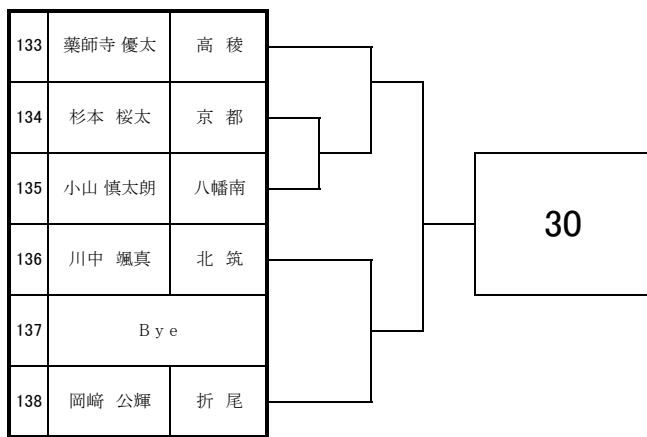 133 薬師寺 優太 高 稜
134 杉本 桜太 京 都
135 小山 慎太朗 八幡南
136 川中 颯真 北 筑
137 Bye
138 岡﨑 公輝 折 尾
30